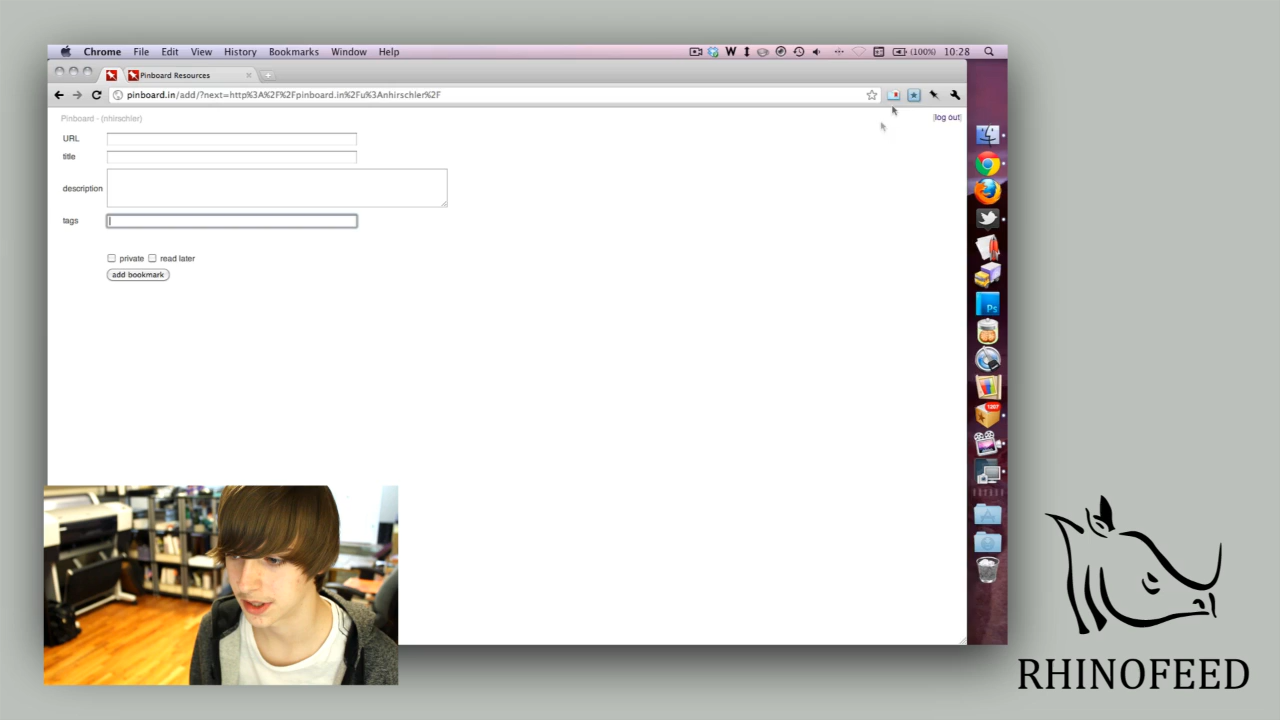 Chrome File Edit View History Bookmarks Window Help W (100%) 10:28
Pinboard Resources
pinboard.in/add/?next=http%3A%2F%2Fpinboard.in%2Fu%3Anhirschler%2F
Pinboard - (nhirschler) [log out]
URL
title
description
tags
private read later
add bookmark
Ps
1207
RHINOFEED